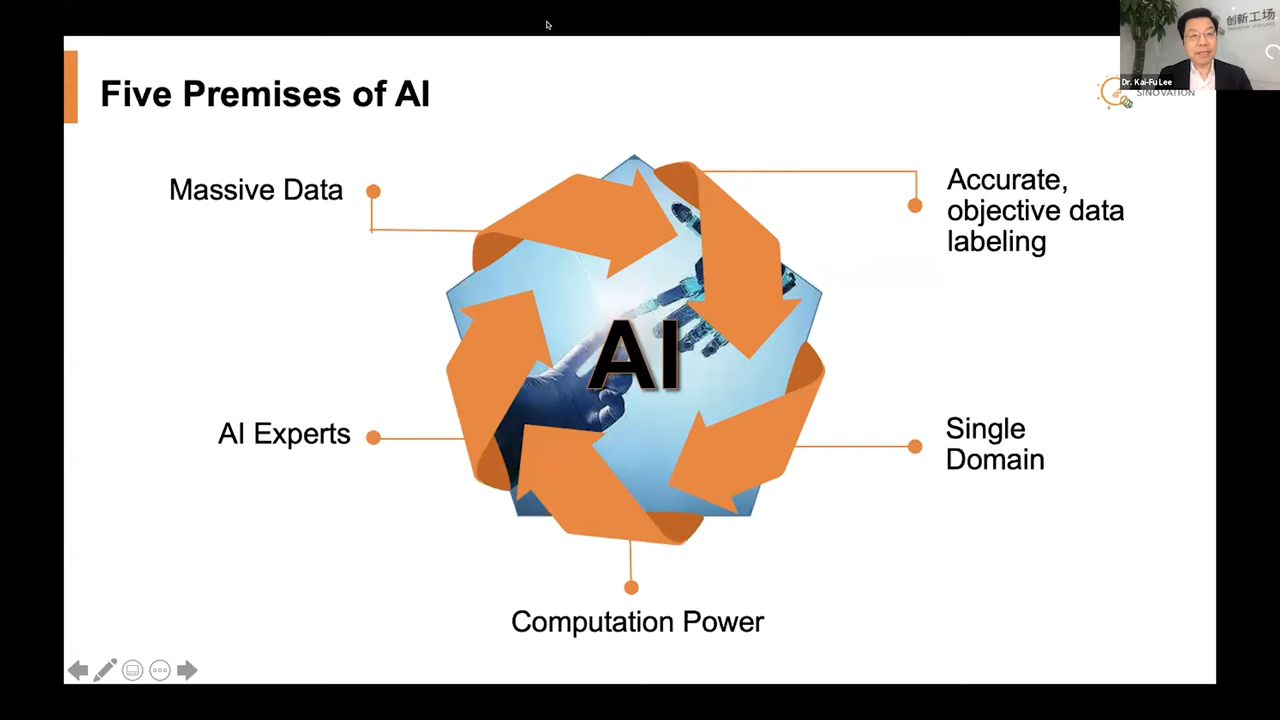 Five Premises of AI
创新工场
Dr. Kai-Fu Lee
SINOVATION
Massive Data
Accurate,
objective data
labeling
AI
AI Experts
Single
Domain
Computation Power